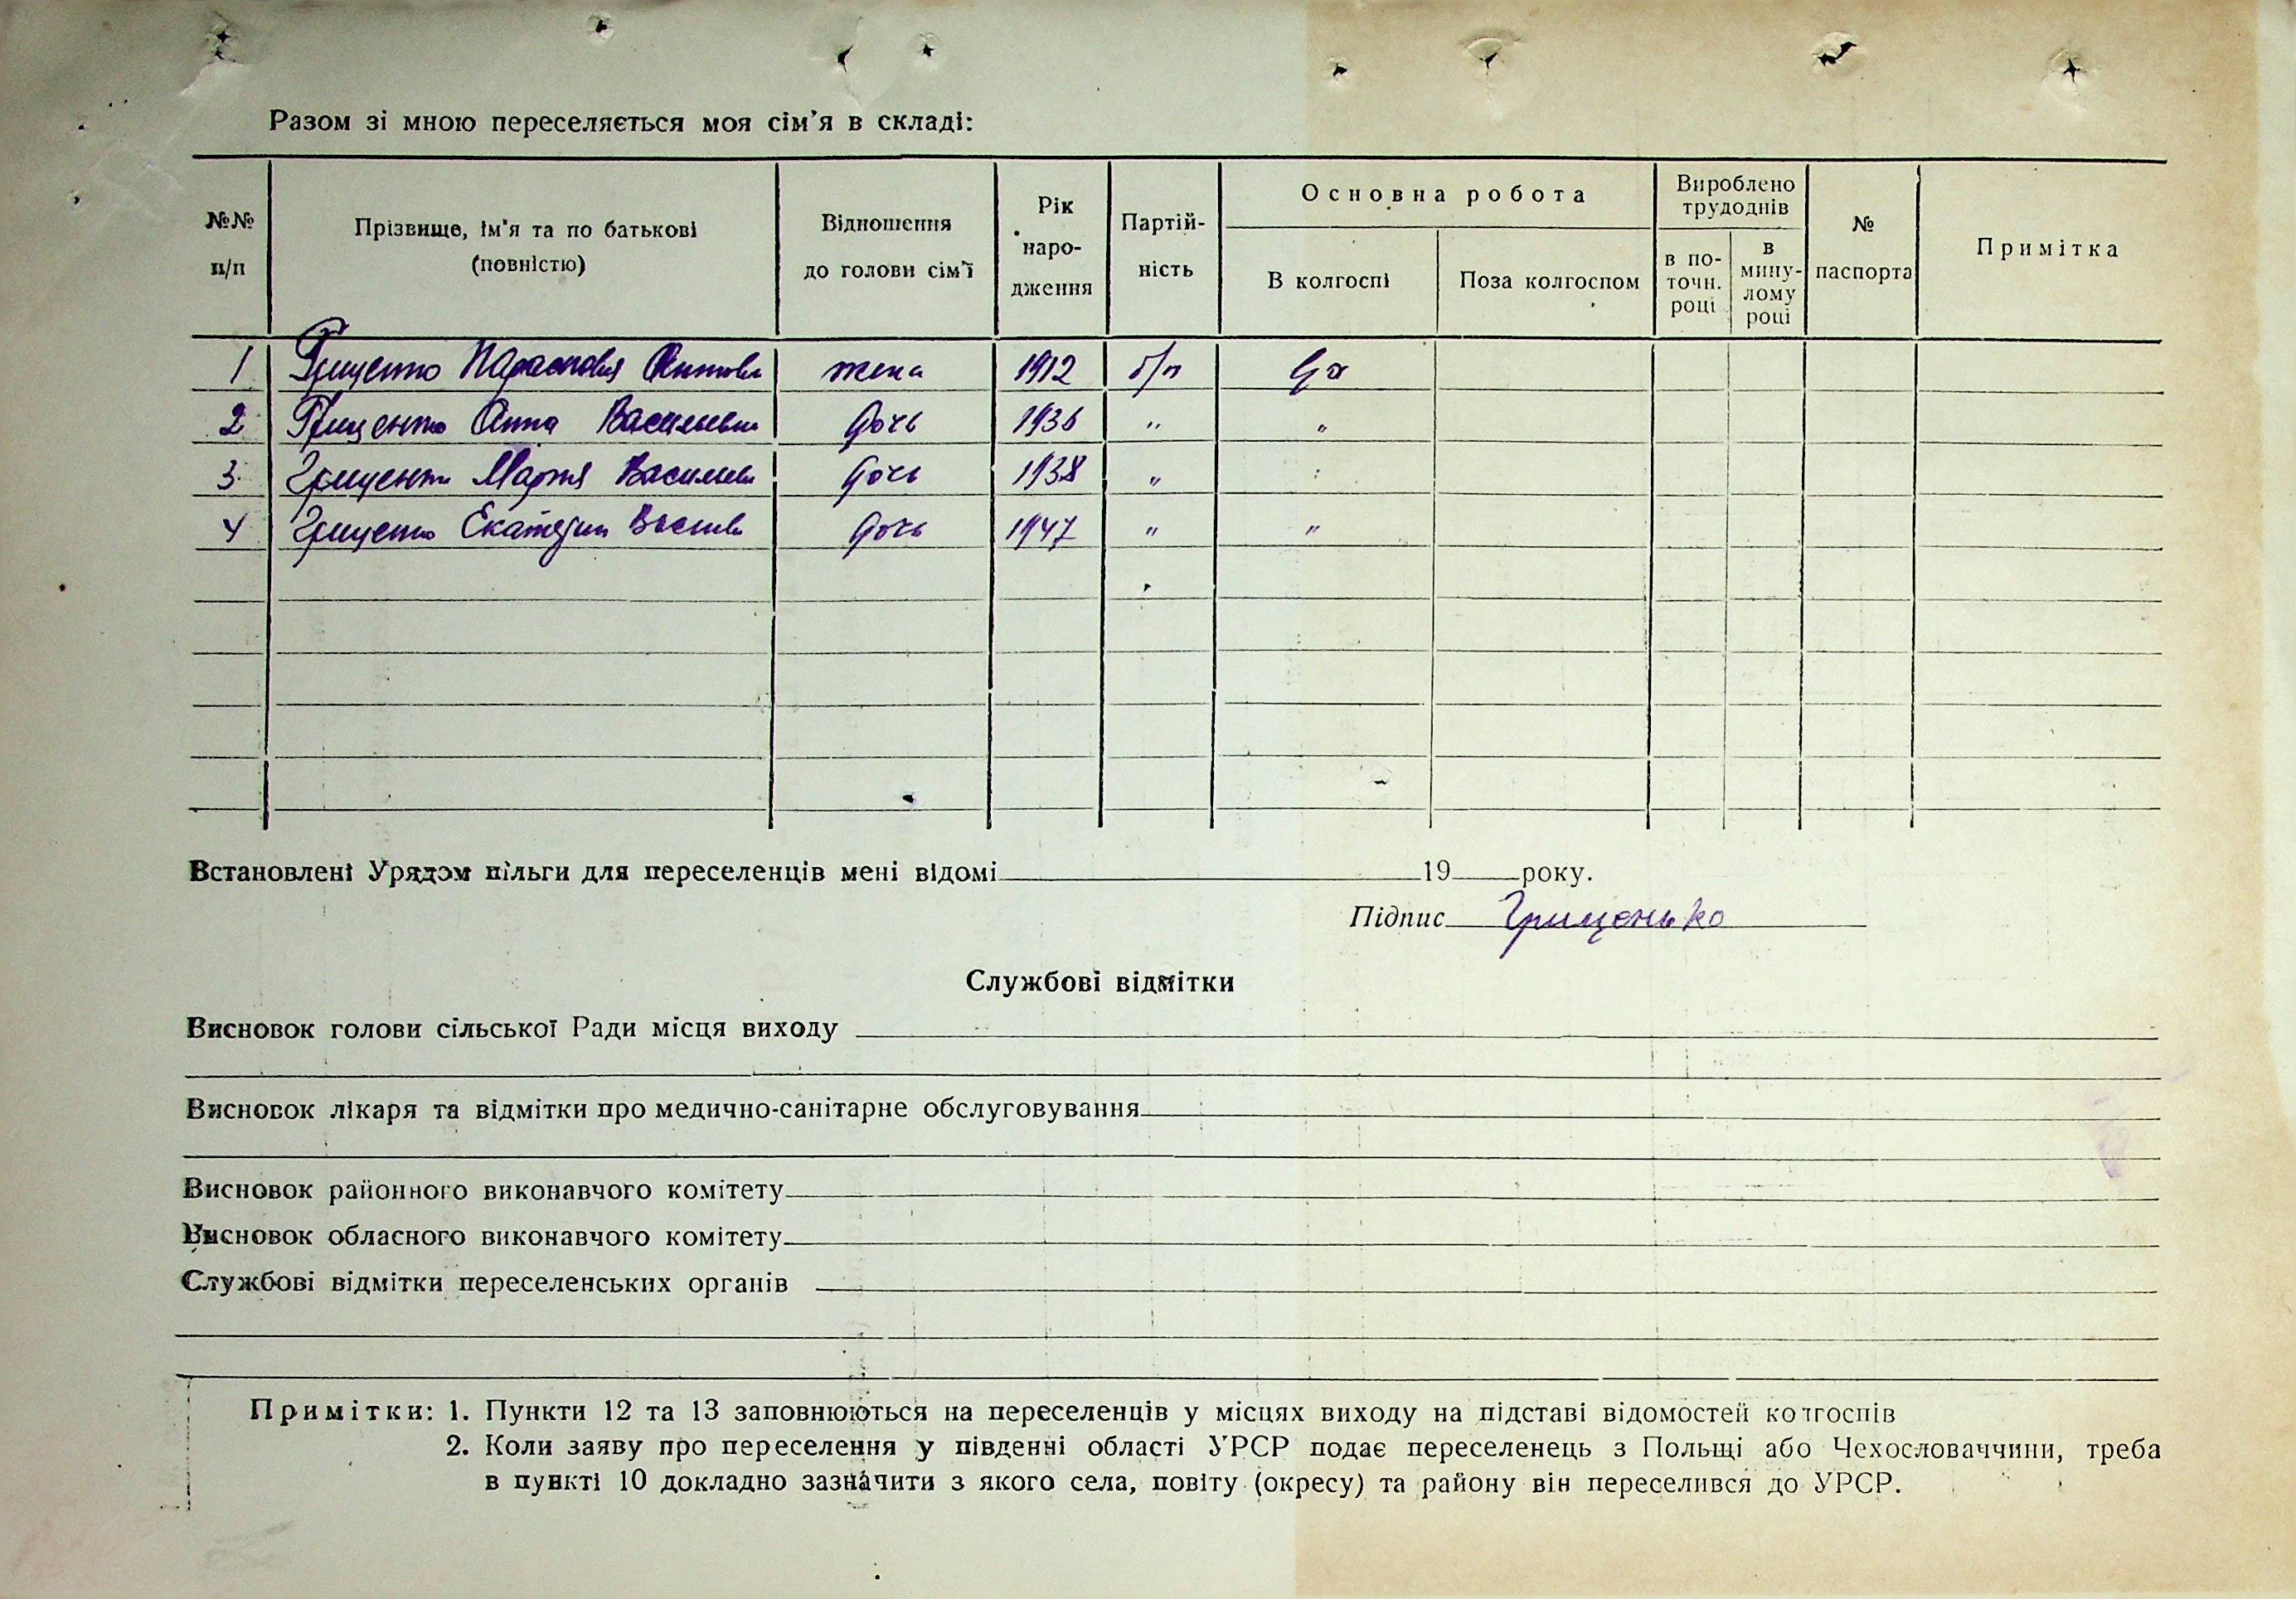 Разом зі мною переселяється моя сім'я в складі:
№№ п/п | Прізвище, ім'я та по батькові (повністю) | Відношення до голови сім'ї | Рік народження | Партійність | Основна робота | Вироблено трудоднів | № паспорта | Примітка
В колгоспі | Поза колгоспом | в поточн. році | в минулому році
1 Грищенко Парасковья жена 1912 б/п да
2 Грищенко Анна Васильевн дочь 1936 " "
3 Грищенко Мария Василиев дочь 1938 " :
4 Грищенко Екатерин дочь 1947 " "
Встановлені Урядом пільги для переселенців мені відомі 19 року.
Підпис Грищенько
Службові відмітки
Висновок голови сільської Ради місця виходу
Висновок лікаря та відмітки про медично-санітарне обслуговування
Висновок районного виконавчого комітету
Висновок обласного виконавчого комітету
Службові відмітки переселенських органів
Примітки: 1. Пункти 12 та 13 заповнюються на переселенців у місцях виходу на підставі відомостей колгоспів
2. Коли заяву про переселення у південні області УРСР подає переселенець з Польщі або Чехословаччини, треба
в пункті 10 докладно зазначити з якого села, повіту (окресу) та району він переселився до УРСР.